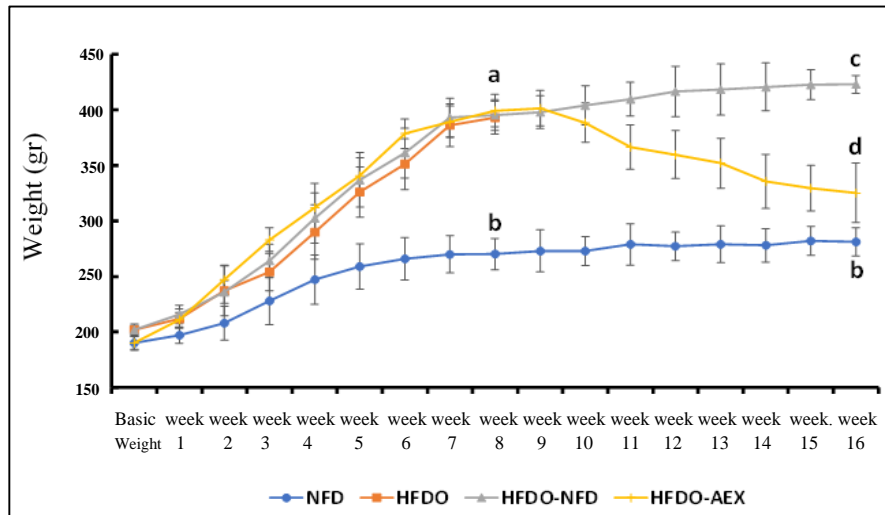 Weight (gr)
450
400
350
300
250
200
150
a
b
c
d
b
Basic week week week week week week week week week week week week week week week. week
Weight 1 2 3 4 5 6 7 8 9 10 11 12 13 14 15 16
NFD HFDO HFDO-NFD HFDO-AEX